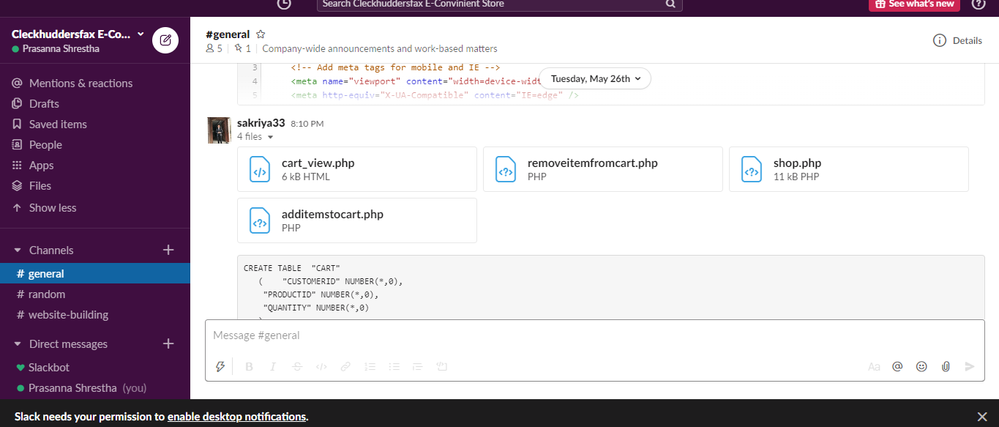 Search Cleckhuddersfax E-Convinient Store
See what's new
Cleckhuddersfax E-Co...
Prasanna Shrestha
Mentions & reactions
Drafts
Saved items
People
Apps
Files
Show less
Channels
# general
# random
# website-building
Direct messages
Slackbot
Prasanna Shrestha (you)
#general
5 | 1 | Company-wide announcements and work-based matters
Details
Tuesday, May 26th
3 <!-- Add meta tags for mobile and IE -->
4 <meta name="viewport" content="width=device-widt
5 <meta http-equiv="X-UA-Compatible" content="IE=edge" />
sakriya33 8:10 PM
4 files
cart_view.php
6 kB HTML
removeitemfromcart.php
PHP
shop.php
11 kB PHP
additemstocart.php
PHP
CREATE TABLE "CART"
( "CUSTOMERID" NUMBER(*,0),
"PRODUCTID" NUMBER(*,0),
"QUANTITY" NUMBER(*,0)
Message #general
Aa
Slack needs your permission to enable desktop notifications.